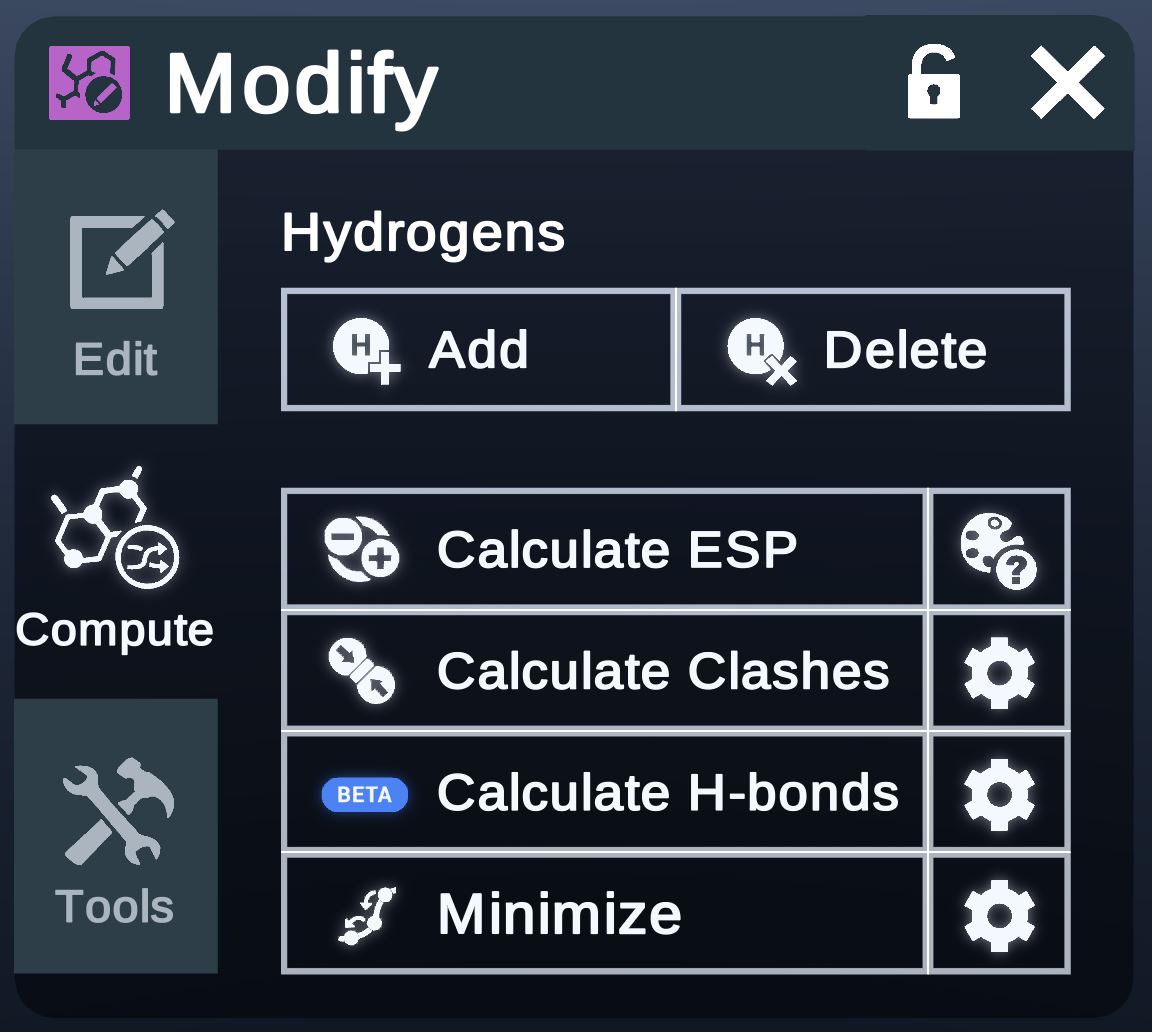 Modify
Edit
Compute
Tools
Hydrogens
H Add
H Delete
Calculate ESP
?
Calculate Clashes
BETA Calculate H-bonds
Minimize